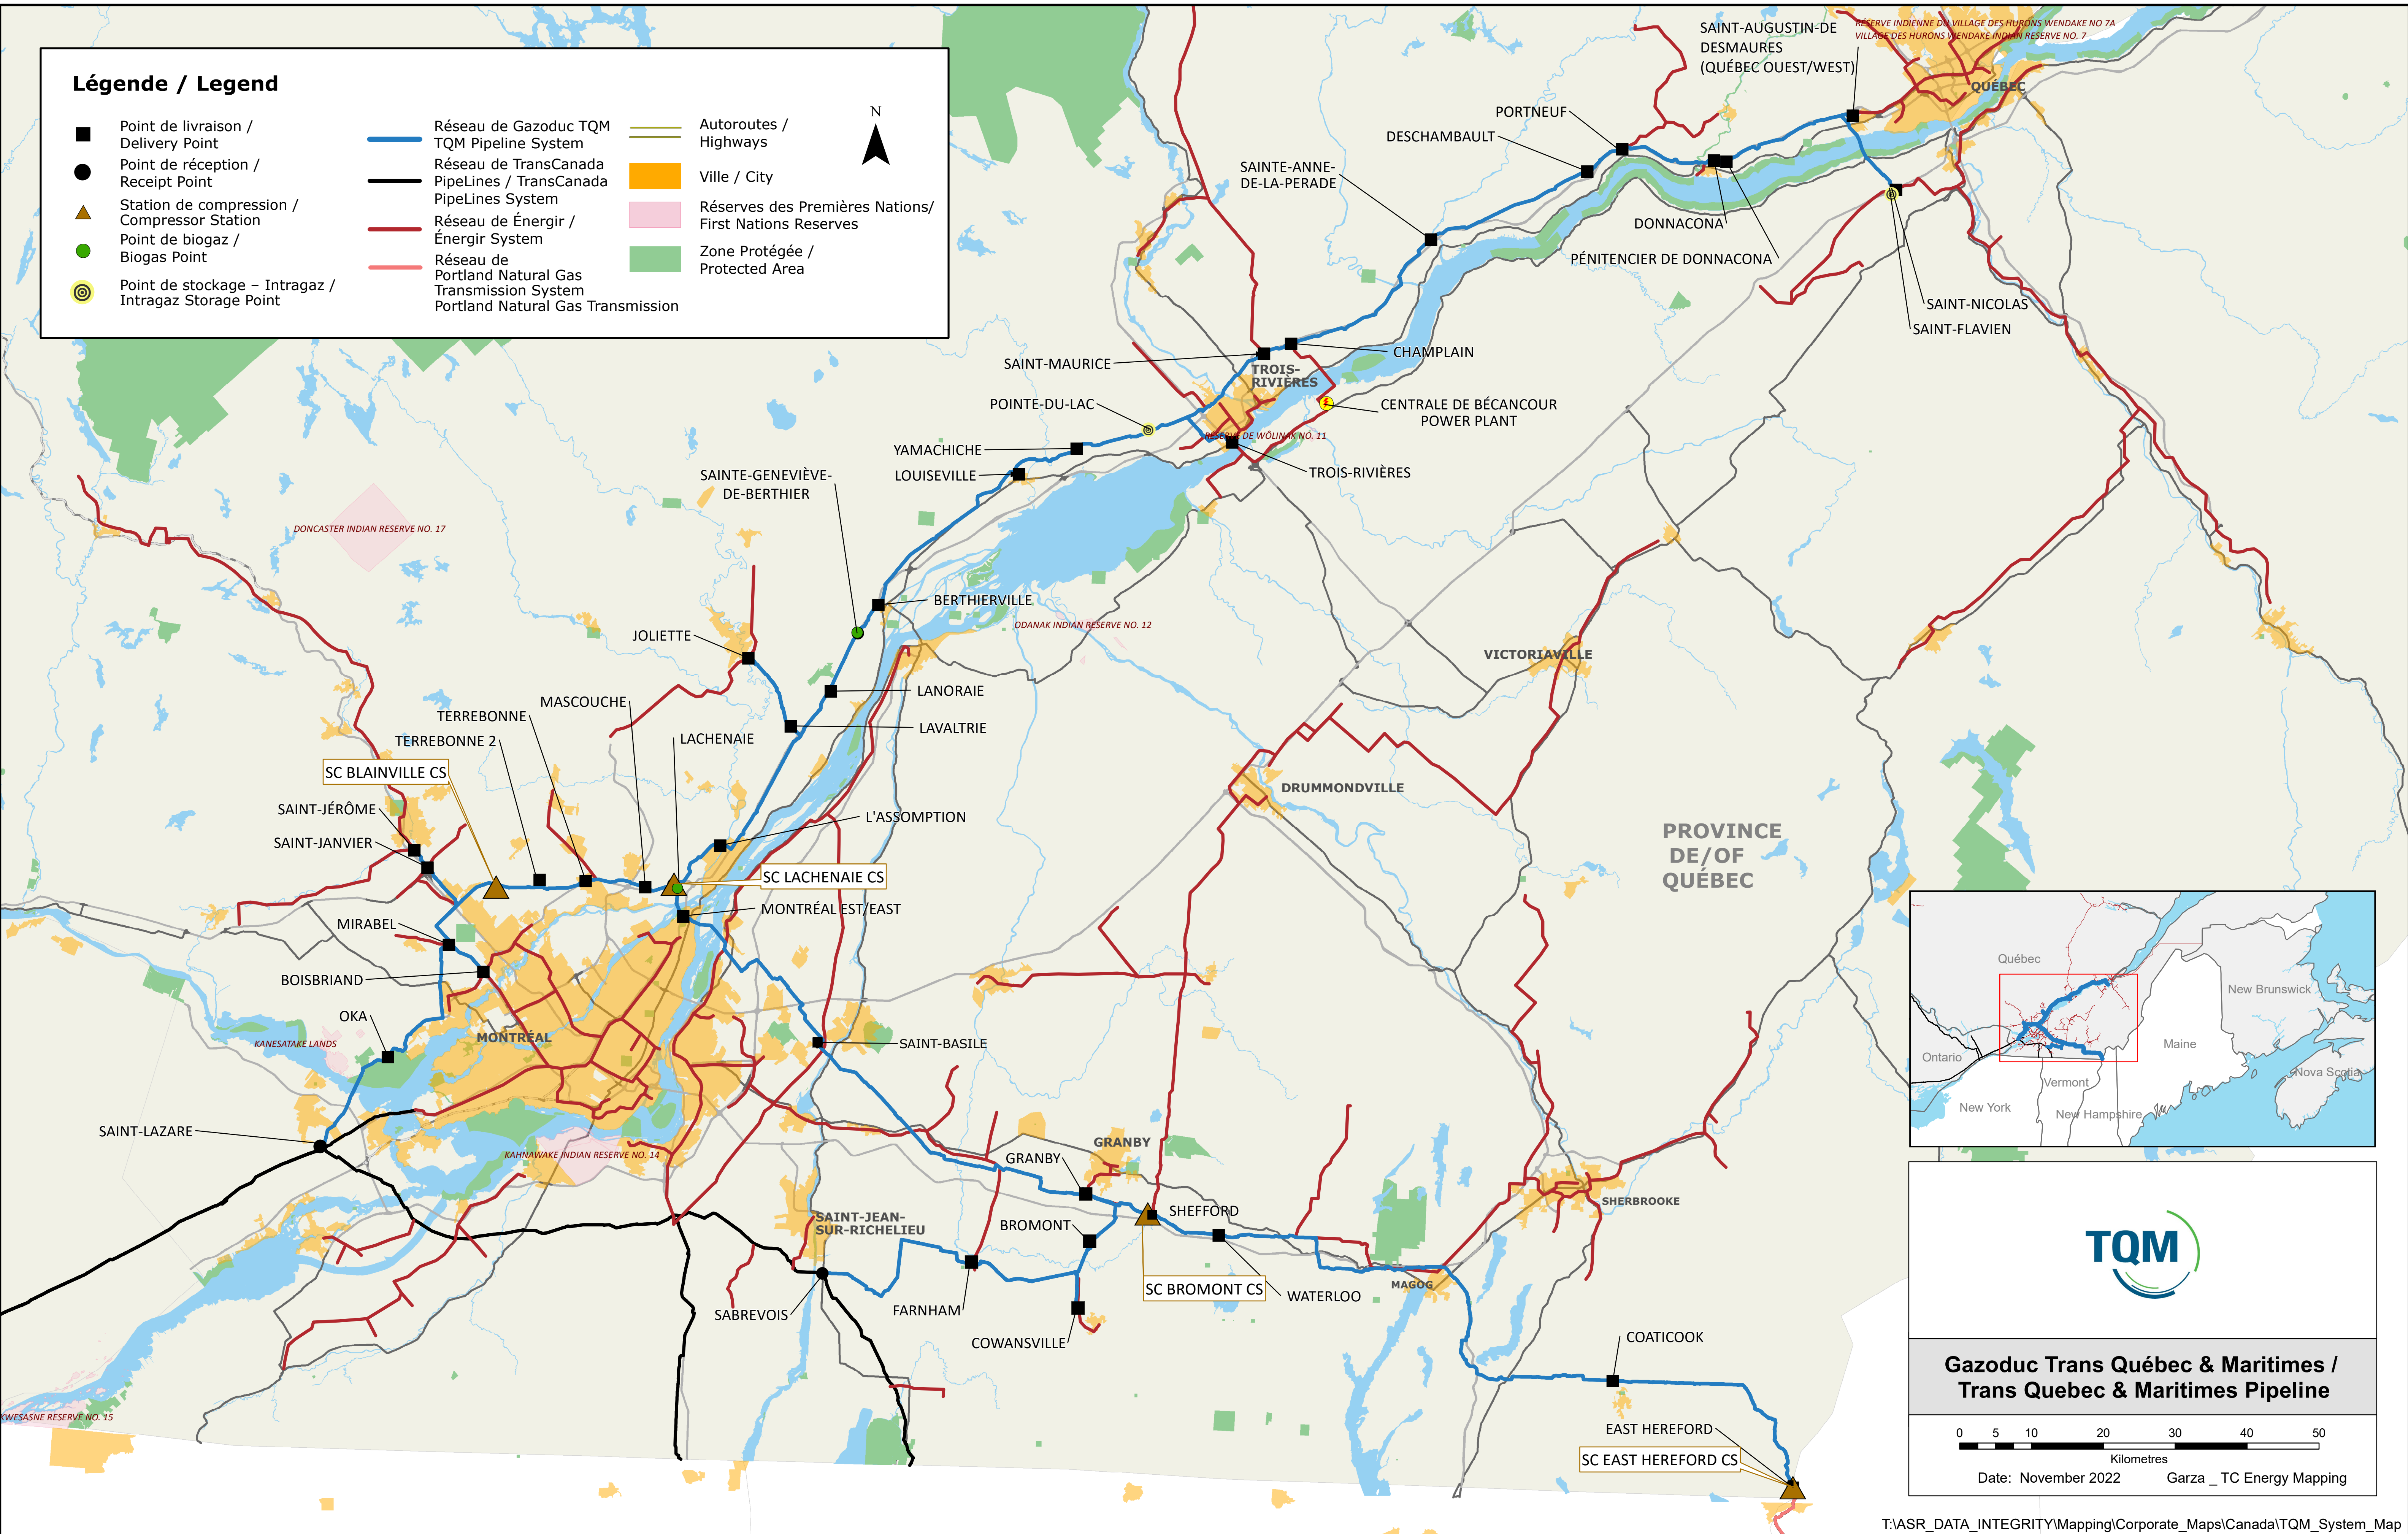 Légende / Legend
Point de livraison /
Delivery Point
Point de réception /
Receipt Point
Station de compression /
Compressor Station
Point de biogaz /
Biogas Point
Point de stockage – Intragaz /
Intragaz Storage Point
Réseau de Gazoduc TQM
TQM Pipeline System
Réseau de TransCanada
PipeLines / TransCanada
PipeLines System
Réseau de Énergir /
Énergir System
Réseau de
Portland Natural Gas
Transmission System
Portland Natural Gas Transmission
Autoroutes /
Highways
Ville / City
Réserves des Premières Nations/
First Nations Reserves
Zone Protégée /
Protected Area
N
RÉSERVE INDIENNE DU VILLAGE DES HURONS WENDAKE NO 7A
VILLAGE DES HURONS WENDAKE INDIAN RESERVE NO. 7
SAINT-AUGUSTIN-DE
DESMAURES
(QUÉBEC OUEST/WEST)
QUÉBEC
PORTNEUF
DESCHAMBAULT
SAINTE-ANNE-
DE-LA-PERADE
DONNACONA
PÉNITENCIER DE DONNACONA
SAINT-NICOLAS
SAINT-FLAVIEN
CHAMPLAIN
SAINT-MAURICE
TROIS-
RIVIÈRES
POINTE-DU-LAC
CENTRALE DE BÉCANCOUR
POWER PLANT
RÉSERVE DE WÔLINAK NO. 11
YAMACHICHE
LOUISEVILLE
TROIS-RIVIÈRES
SAINTE-GENEVIÈVE-
DE-BERTHIER
DONCASTER INDIAN RESERVE NO. 17
BERTHIERVILLE
ODANAK INDIAN RESERVE NO. 12
JOLIETTE
VICTORIAVILLE
LANORAIE
MASCOUCHE
TERREBONNE
LAVALTRIE
TERREBONNE 2
LACHENAIE
SC BLAINVILLE CS
DRUMMONDVILLE
SAINT-JÉRÔME
L'ASSOMPTION
SAINT-JANVIER
PROVINCE
DE/OF
QUÉBEC
SC LACHENAIE CS
MONTRÉAL EST/EAST
MIRABEL
BOISBRIAND
OKA
MONTRÉAL
KANESATAKE LANDS
SAINT-BASILE
SAINT-LAZARE
KAHNAWAKE INDIAN RESERVE NO. 14
GRANBY
GRANBY
SHERBROOKE
SHEFFORD
SAINT-JEAN-
SUR-RICHELIEU
BROMONT
MAGOG
SC BROMONT CS
WATERLOO
SABREVOIS
FARNHAM
COWANSVILLE
COATICOOK
KWESASNE RESERVE NO. 15
EAST HEREFORD
SC EAST HEREFORD CS
Québec
New Brunswick
Maine
Ontario
Nova Scotia
Vermont
New York
New Hampshire
TQM
Gazoduc Trans Québec & Maritimes /
Trans Quebec & Maritimes Pipeline
0 5 10 20 30 40 50
Kilometres
Date: November 2022 Garza _ TC Energy Mapping
T:\ASR_DATA_INTEGRITY\Mapping\Corporate_Maps\Canada\TQM_System_Map